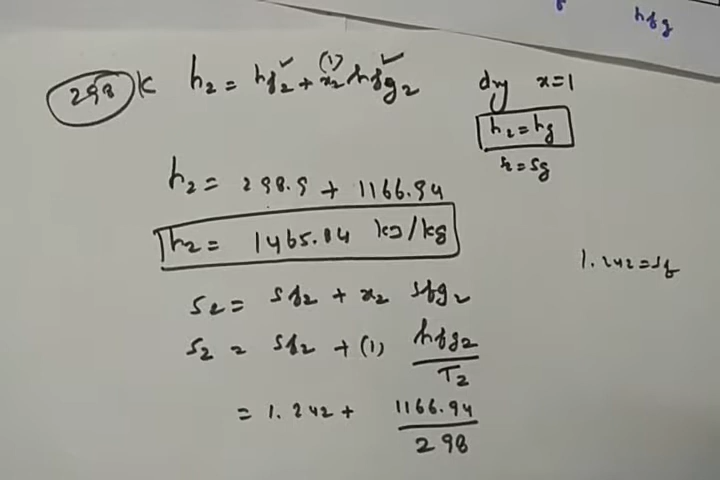 hfg
298 K h₂ = hf₂ + x₂ hfg₂
(1)
dry x=1
h₂ = hg
s₂ = sg
h₂ = 298.9 + 1166.94
h₂ = 1465.84 kJ/kg
1.242 = sf
s₂ = sf₂ + x₂ sfg₂
s₂ = sf₂ + (1) hfg₂
T₂
= 1.242 + 1166.94
298